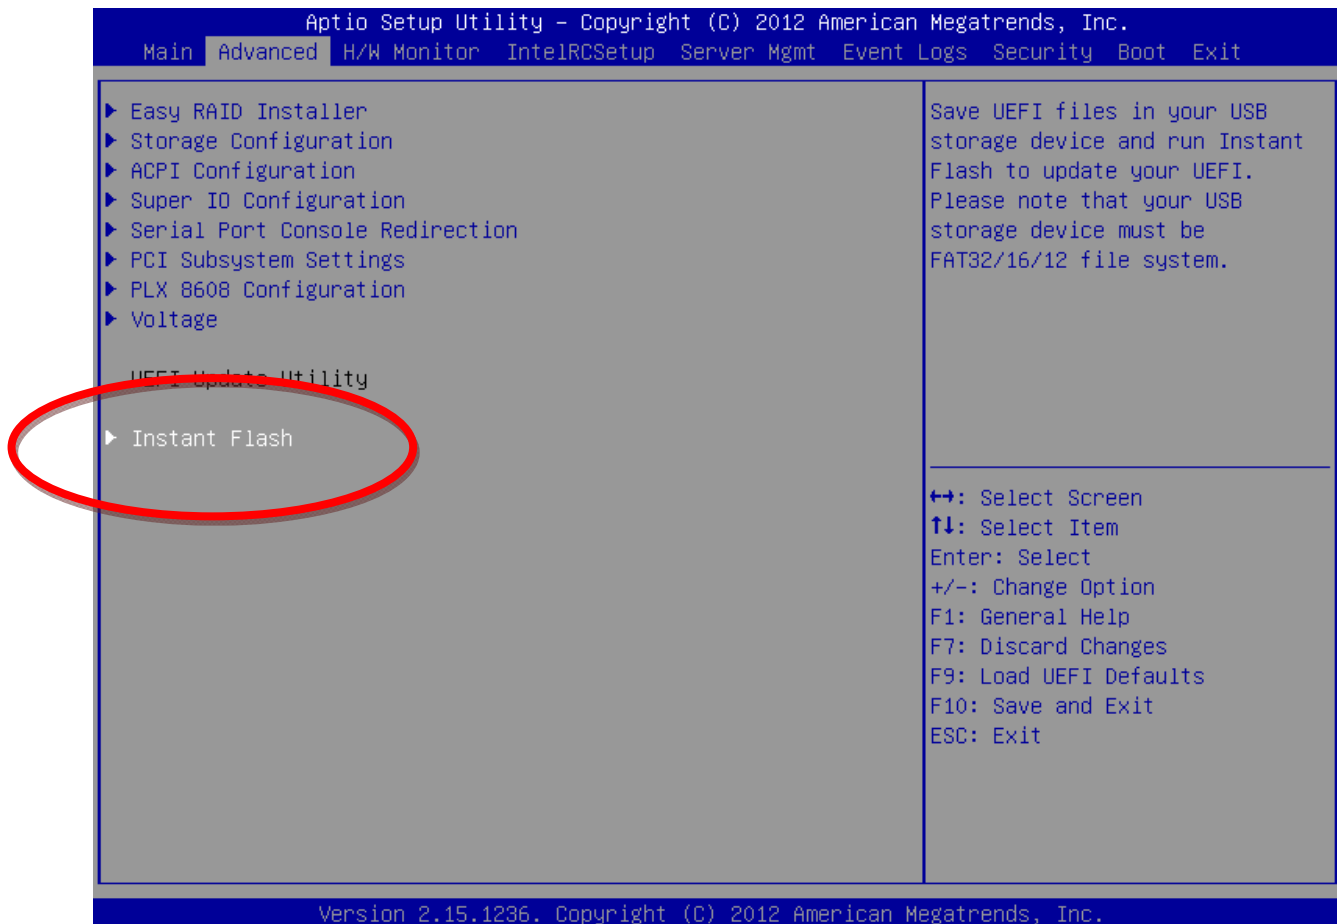 Aptio Setup Utility – Copyright (C) 2012 American Megatrends, Inc.
Main Advanced H/W Monitor IntelRCSetup Server Mgmt Event Logs Security Boot Exit
Easy RAID Installer
Storage Configuration
ACPI Configuration
Super IO Configuration
Serial Port Console Redirection
PCI Subsystem Settings
PLX 8608 Configuration
Voltage
UEFI Update Utility
Instant Flash
Save UEFI files in your USB
storage device and run Instant
Flash to update your UEFI.
Please note that your USB
storage device must be
FAT32/16/12 file system.
↔: Select Screen
↑↓: Select Item
Enter: Select
+/-: Change Option
F1: General Help
F7: Discard Changes
F9: Load UEFI Defaults
F10: Save and Exit
ESC: Exit
Version 2.15.1236. Copyright (C) 2012 American Megatrends, Inc.